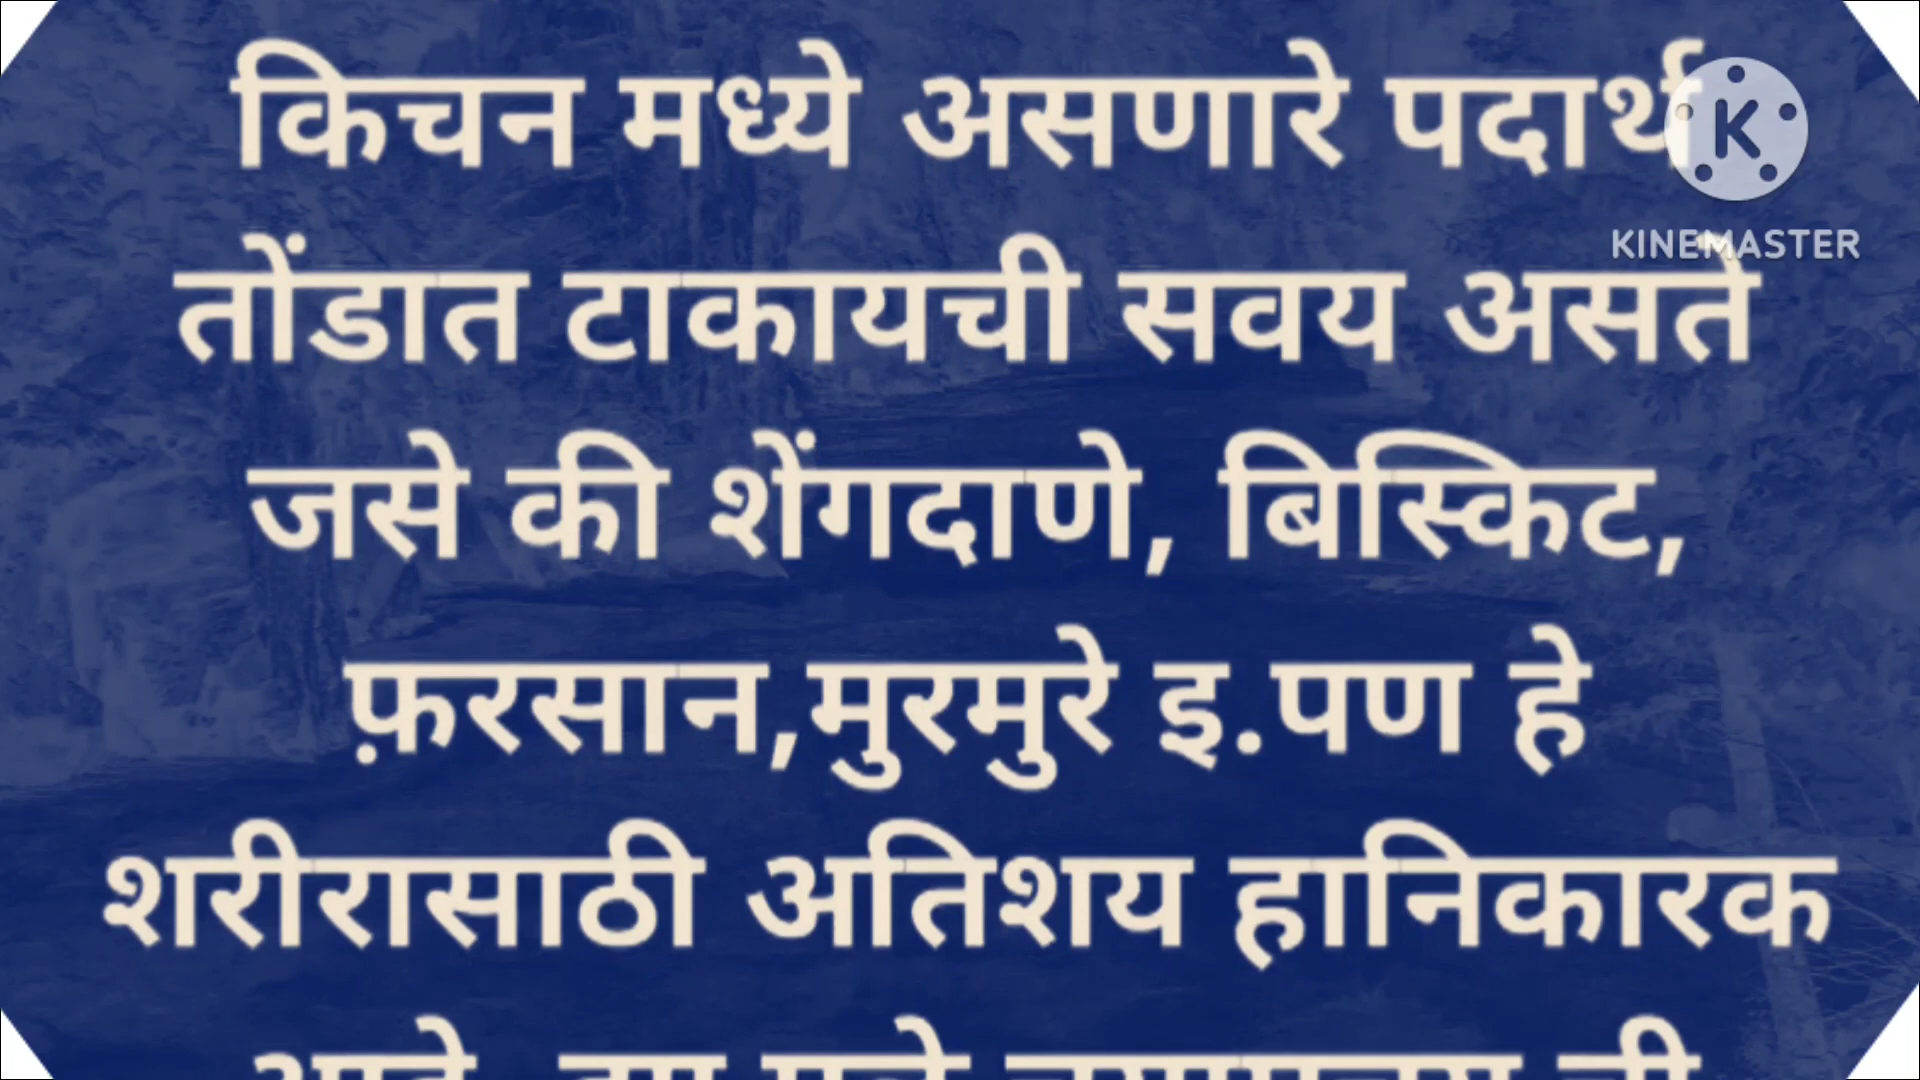 किचन मध्ये असणारे पदार्थ
KINEMASTER
तोंडात टाकायची सवय असते
जसे की शेंगदाणे, बिस्किट,
फ़रसान,मुरमुरे इ.पण हे
शरीरासाठी अतिशय हानिकारक